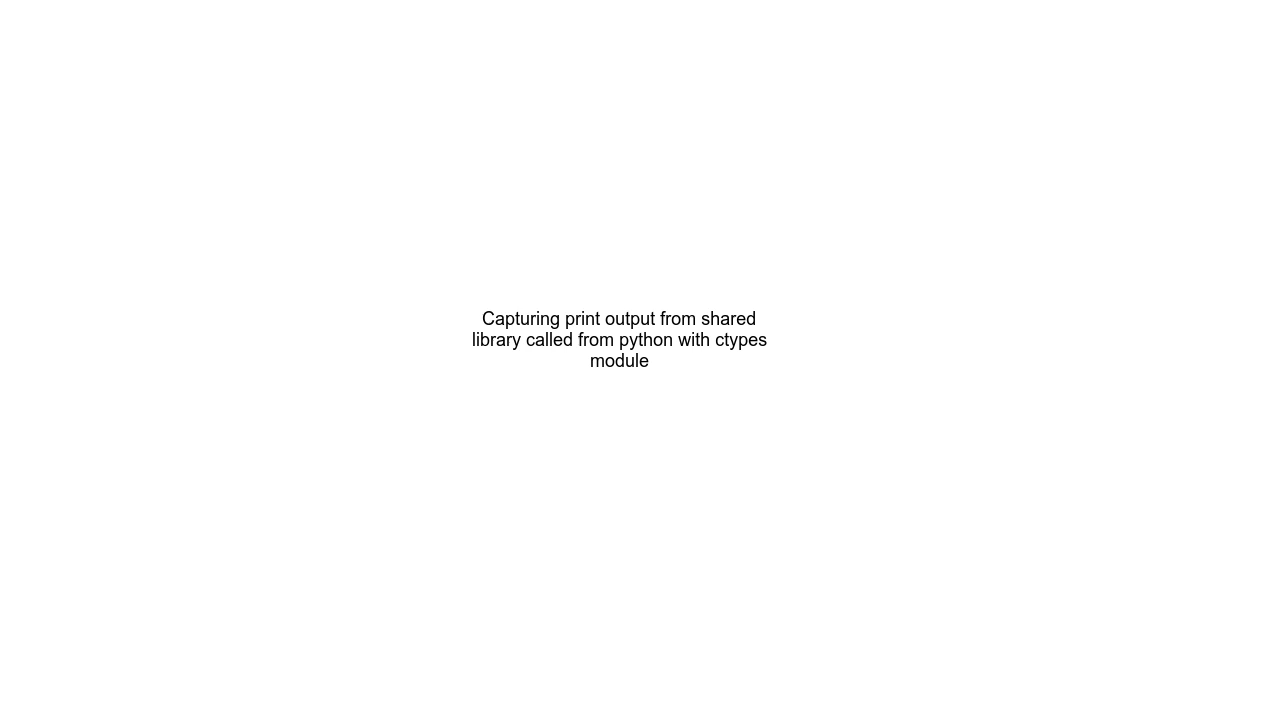 Capturing print output from shared
library called from python with ctypes
module